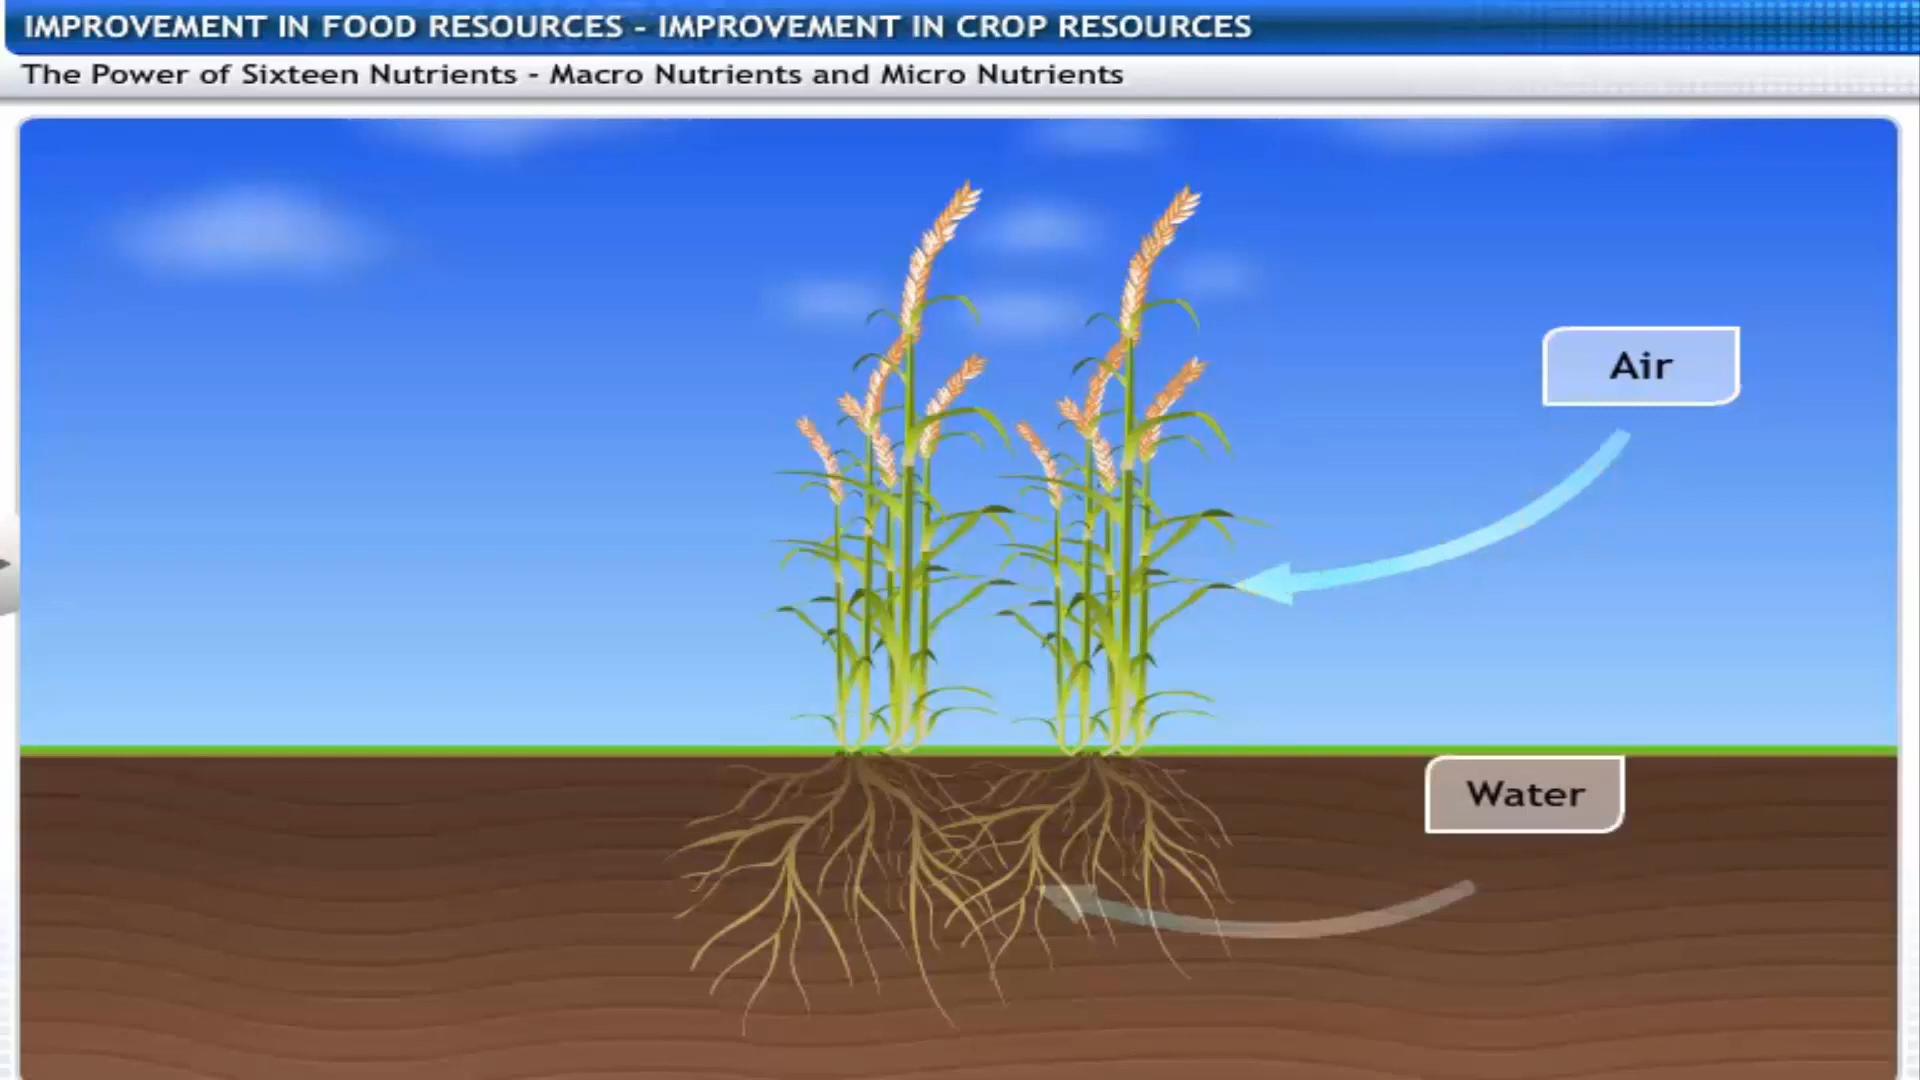 IMPROVEMENT IN FOOD RESOURCES - IMPROVEMENT IN CROP RESOURCES
The Power of Sixteen Nutrients - Macro Nutrients and Micro Nutrients
Air
Water